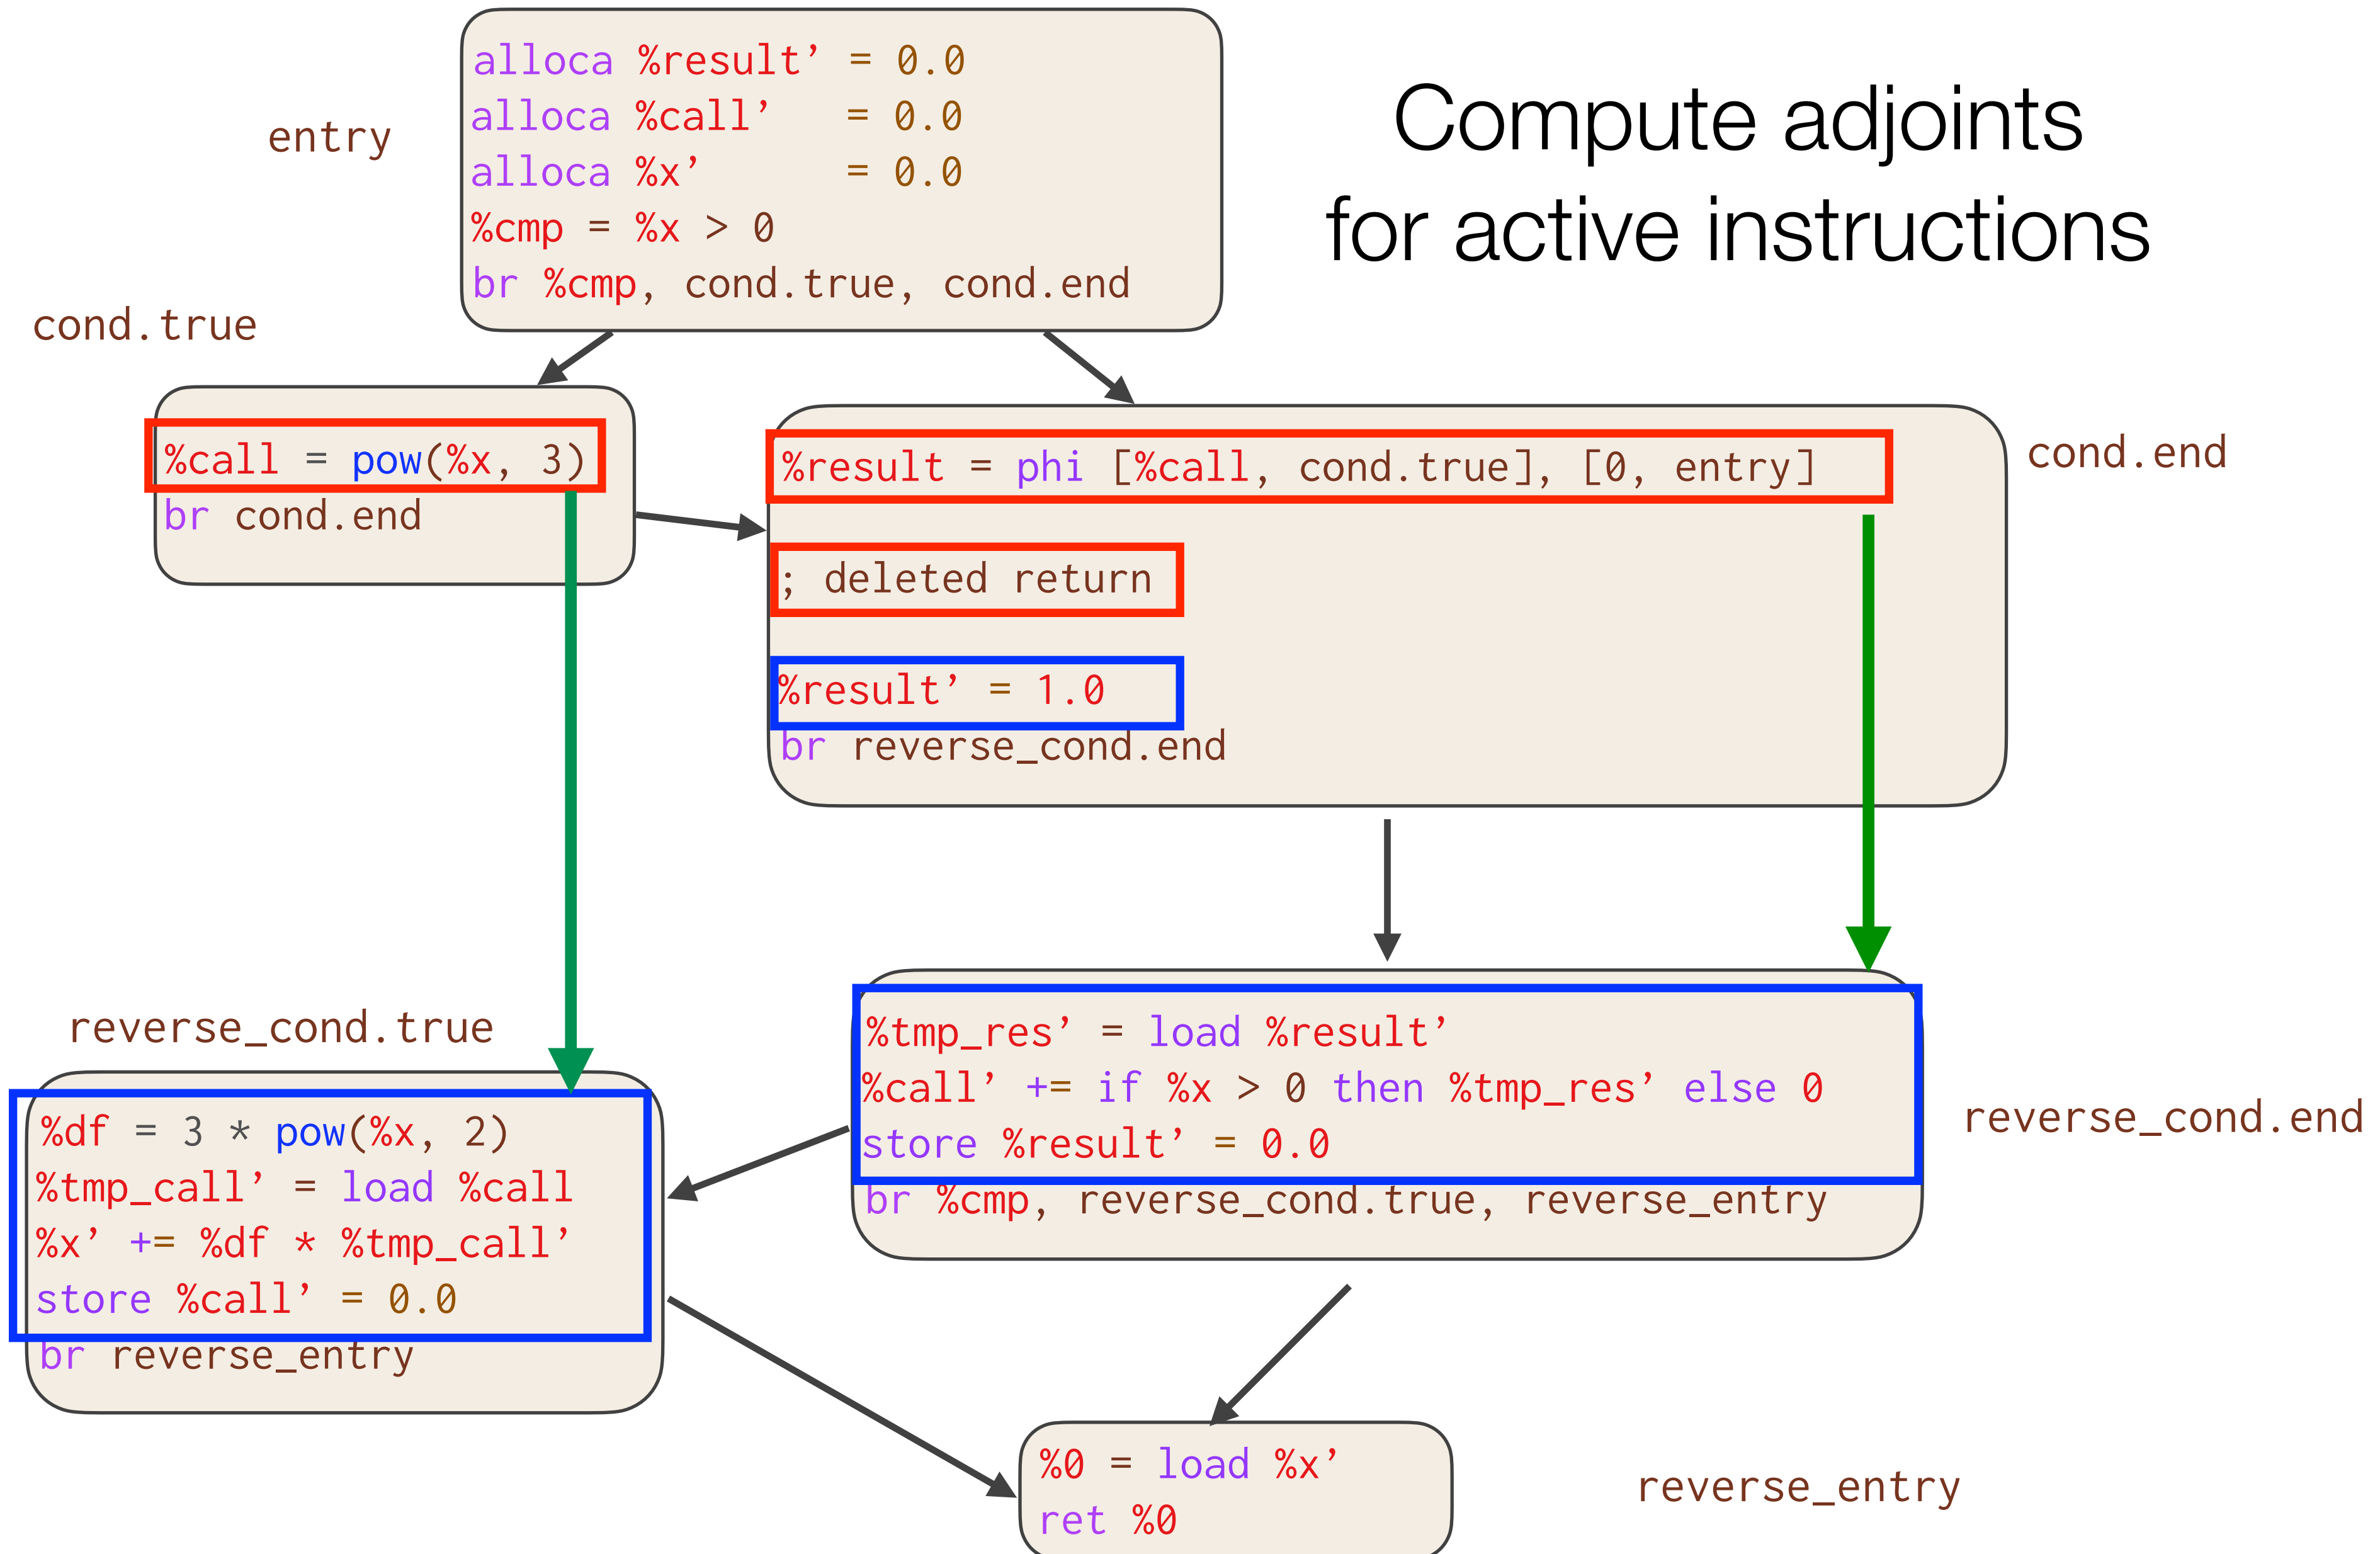 Compute adjoints
for active instructions
entry
alloca %result’ = 0.0
alloca %call’ = 0.0
alloca %x’ = 0.0
%cmp = %x > 0
br %cmp, cond.true, cond.end
cond.true
%call = pow(%x, 3)
br cond.end
cond.end
%result = phi [%call, cond.true], [0, entry]
; deleted return
%result’ = 1.0
br reverse_cond.end
reverse_cond.true
%df = 3 * pow(%x, 2)
%tmp_call’ = load %call
%x’ += %df * %tmp_call’
store %call’ = 0.0
br reverse_entry
reverse_cond.end
%tmp_res’ = load %result’
%call’ += if %x > 0 then %tmp_res’ else 0
store %result’ = 0.0
br %cmp, reverse_cond.true, reverse_entry
reverse_entry
%0 = load %x’
ret %0